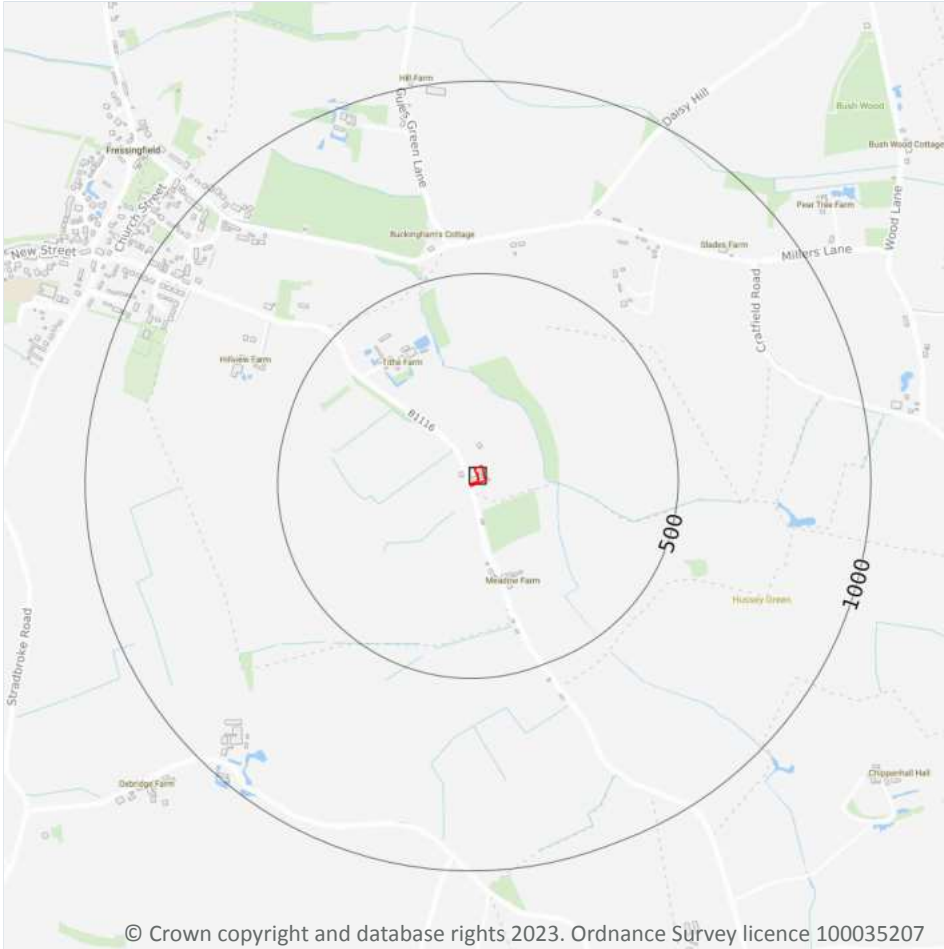 Hill Farm
Gules Green Lane
Daisy Hill
Bush Wood
Bush Wood Cottage
Fressingfield
Church Street
New Street
Pear Tree Farm
Wood Lane
Buckingham's Cottage
Slades Farm
Millers Lane
Cratfield Road
Hillview Farm
Tithe Farm
B1116
500
1000
Meadow Farm
Hussey Green
Stradbroke Road
Oxbridge Farm
Chippenhall Hall
© Crown copyright and database rights 2023. Ordnance Survey licence 100035207